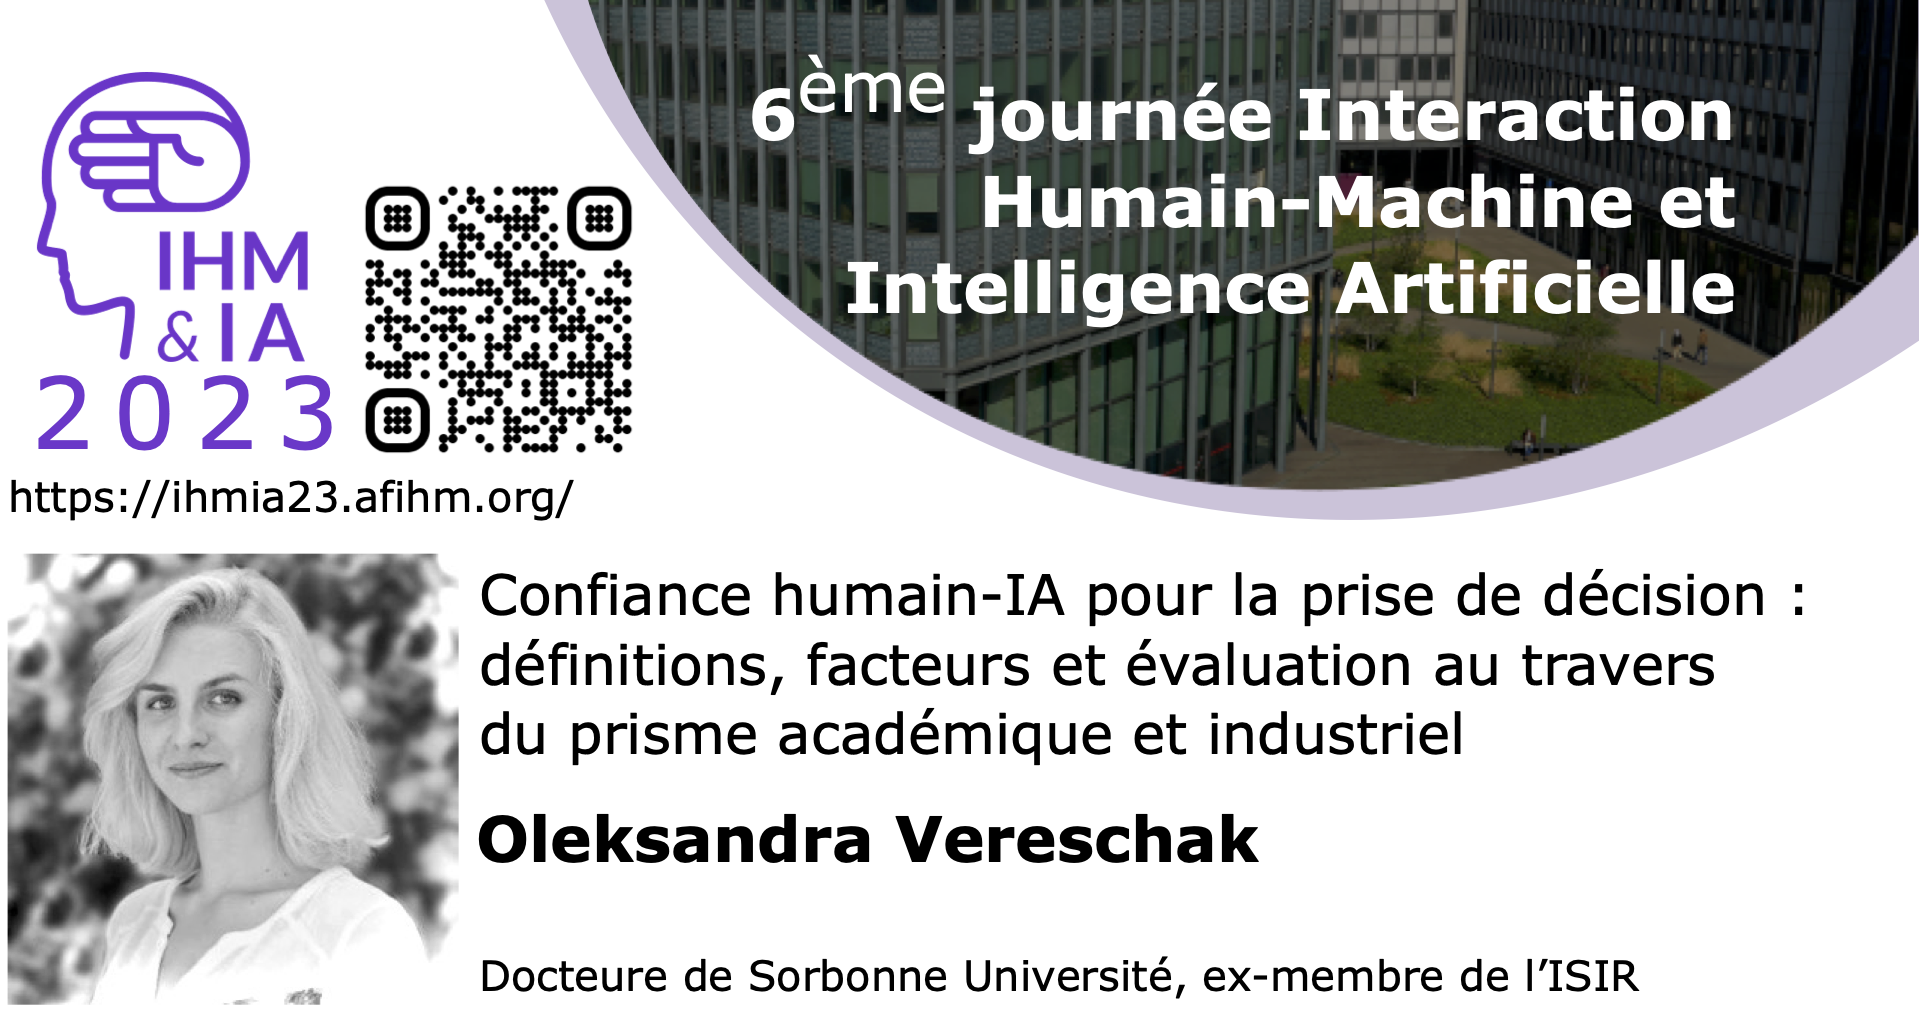 6ème journée Interaction
Humain-Machine et
Intelligence Artificielle
IHM
& IA
2023
https://ihmia23.afihm.org/
Confiance humain-IA pour la prise de décision :
définitions, facteurs et évaluation au travers
du prisme académique et industriel
Oleksandra Vereschak
Docteure de Sorbonne Université, ex-membre de l’ISIR